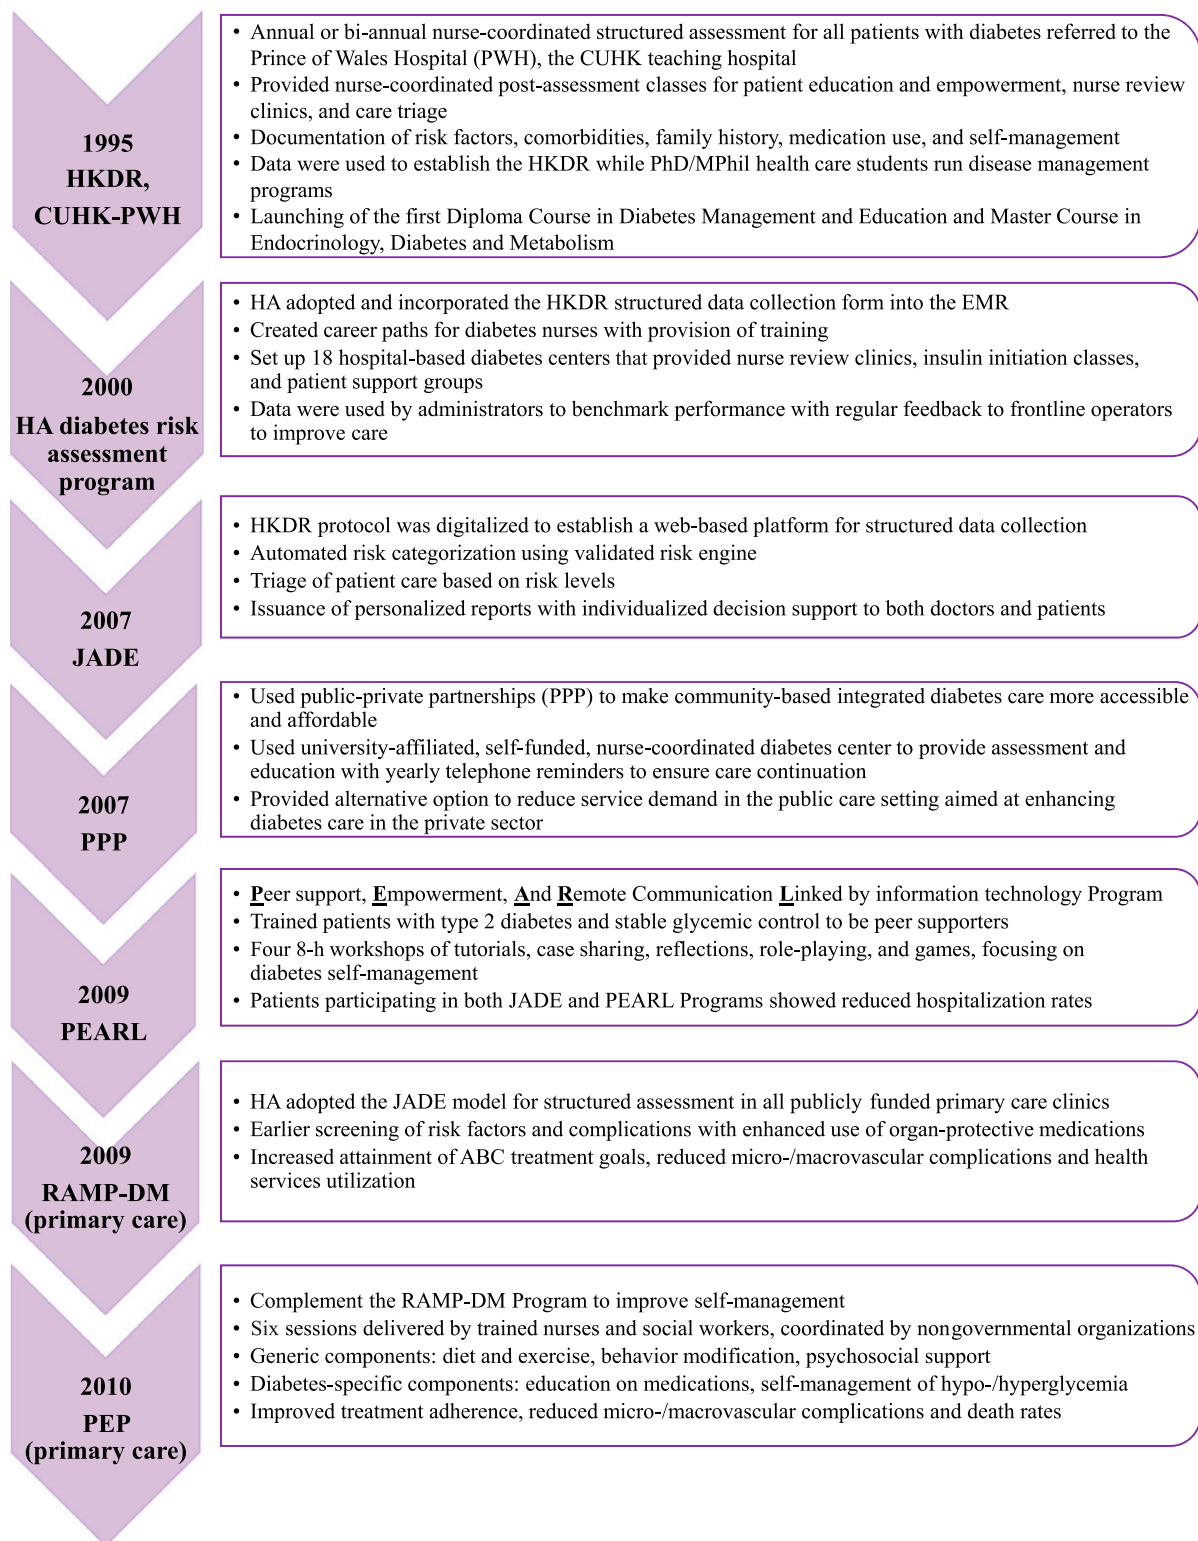 1995
HKDR,
CUHK-PWH
• Annual or bi-annual nurse-coordinated structured assessment for all patients with diabetes referred to the
Prince of Wales Hospital (PWH), the CUHK teaching hospital
• Provided nurse-coordinated post-assessment classes for patient education and empowerment, nurse review
clinics, and care triage
• Documentation of risk factors, comorbidities, family history, medication use, and self-management
• Data were used to establish the HKDR while PhD/MPhil health care students run disease management
programs
• Launching of the first Diploma Course in Diabetes Management and Education and Master Course in
Endocrinology, Diabetes and Metabolism
2000
HA diabetes risk
assessment
program
• HA adopted and incorporated the HKDR structured data collection form into the EMR
• Created career paths for diabetes nurses with provision of training
• Set up 18 hospital-based diabetes centers that provided nurse review clinics, insulin initiation classes,
and patient support groups
• Data were used by administrators to benchmark performance with regular feedback to frontline operators
to improve care
2007
JADE
• HKDR protocol was digitalized to establish a web-based platform for structured data collection
• Automated risk categorization using validated risk engine
• Triage of patient care based on risk levels
• Issuance of personalized reports with individualized decision support to both doctors and patients
2007
PPP
• Used public-private partnerships (PPP) to make community-based integrated diabetes care more accessible
and affordable
• Used university-affiliated, self-funded, nurse-coordinated diabetes center to provide assessment and
education with yearly telephone reminders to ensure care continuation
• Provided alternative option to reduce service demand in the public care setting aimed at enhancing
diabetes care in the private sector
2009
PEARL
• Peer support, Empowerment, And Remote Communication Linked by information technology Program
• Trained patients with type 2 diabetes and stable glycemic control to be peer supporters
• Four 8-h workshops of tutorials, case sharing, reflections, role-playing, and games, focusing on
diabetes self-management
• Patients participating in both JADE and PEARL Programs showed reduced hospitalization rates
2009
RAMP-DM
(primary care)
• HA adopted the JADE model for structured assessment in all publicly funded primary care clinics
• Earlier screening of risk factors and complications with enhanced use of organ-protective medications
• Increased attainment of ABC treatment goals, reduced micro-/macrovascular complications and health
services utilization
2010
PEP
(primary care)
• Complement the RAMP-DM Program to improve self-management
• Six sessions delivered by trained nurses and social workers, coordinated by nongovernmental organizations
• Generic components: diet and exercise, behavior modification, psychosocial support
• Diabetes-specific components: education on medications, self-management of hypo-/hyperglycemia
• Improved treatment adherence, reduced micro-/macrovascular complications and death rates